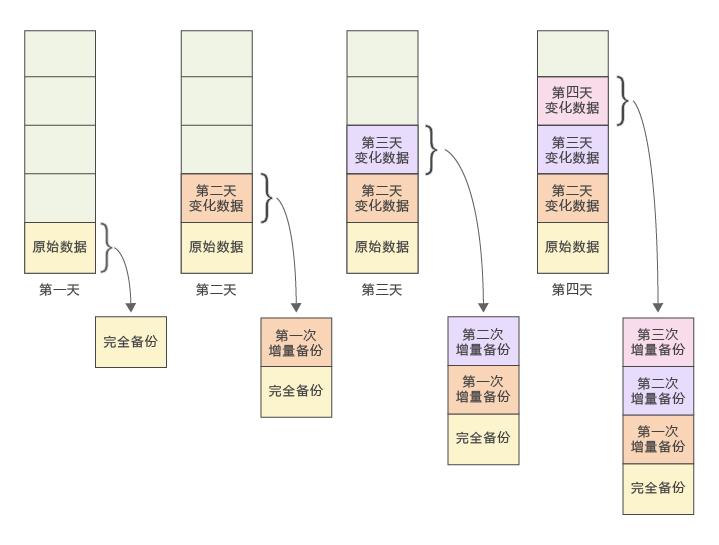 原始数据
第一天
完全备份
第二天
变化数据
原始数据
第二天
第一次
增量备份
完全备份
第三天
变化数据
第二天
变化数据
原始数据
第三天
第二次
增量备份
第一次
增量备份
完全备份
第四天
变化数据
第三天
变化数据
第二天
变化数据
原始数据
第四天
第三次
增量备份
第二次
增量备份
第一次
增量备份
完全备份